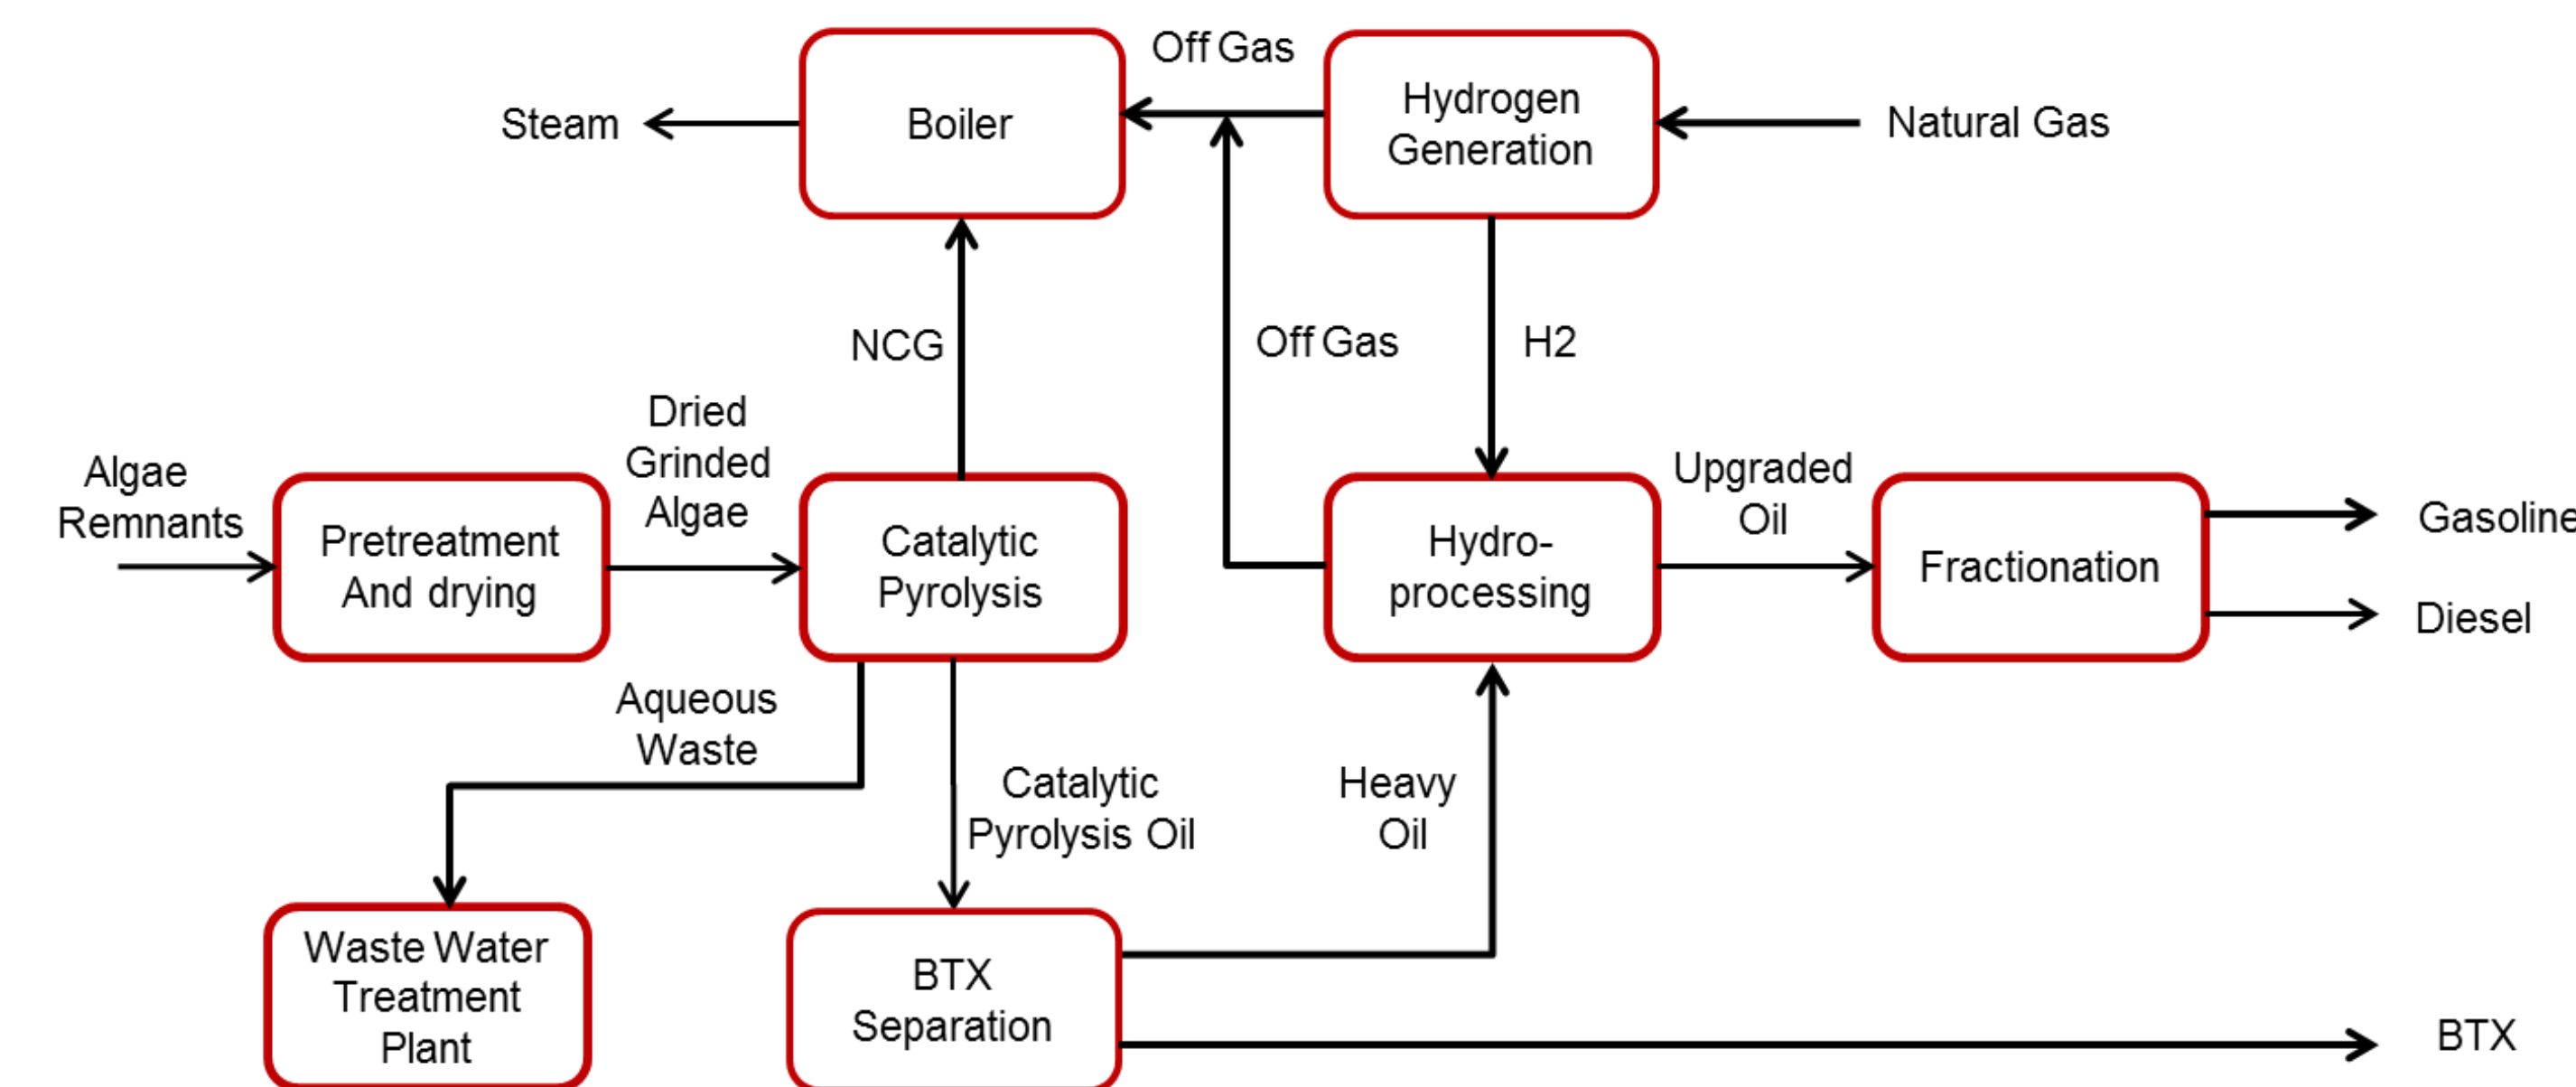 Off Gas
Steam
Boiler
Hydrogen
Generation
Natural Gas
NCG
Off Gas
H2
Algae
Remnants
Dried
Grinded
Algae
Pretreatment
And drying
Catalytic
Pyrolysis
Hydro-
processing
Upgraded
Oil
Fractionation
Gasoline
Diesel
Aqueous
Waste
Catalytic
Pyrolysis Oil
Heavy
Oil
Waste Water
Treatment
Plant
BTX
Separation
BTX